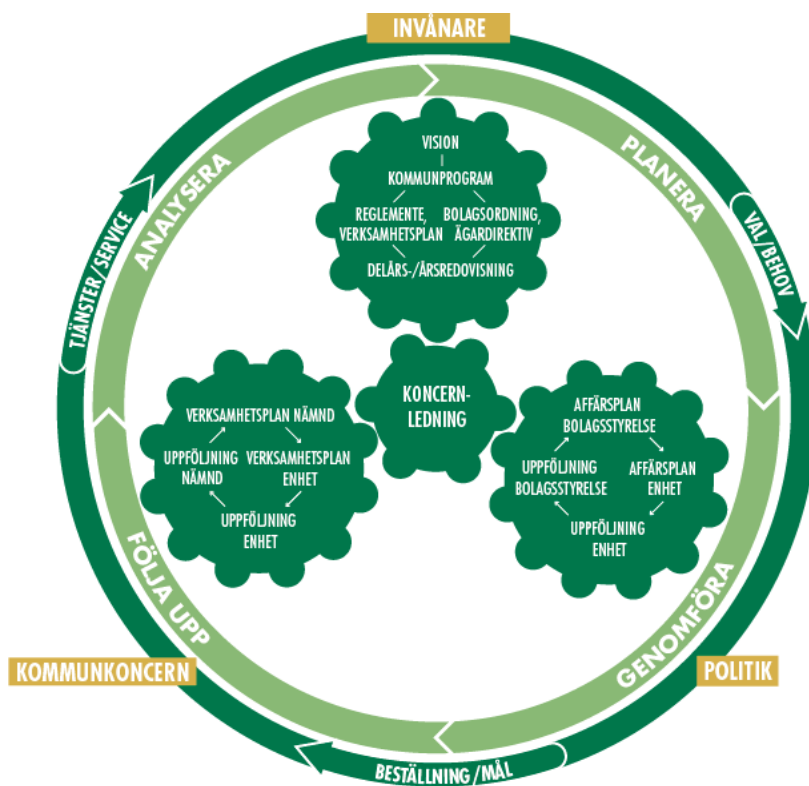 INVÅNARE
ANALYSERA
PLANERA
TJÄNSTER/SERVICE
VAL/BEHOV
VISION
KOMMUNPROGRAM
REGLEMENTE,
VERKSAMHETSPLAN
BOLAGSORDNING,
ÄGARDIREKTIV
DELÅRS-/ÅRSREDOVISNING
KONCERN-
LEDNING
VERKSAMHETSPLAN NÄMND
UPPFÖLJNING
NÄMND
VERKSAMHETSPLAN
ENHET
UPPFÖLJNING
ENHET
AFFÄRSPLAN
BOLAGSSTYRELSE
UPPFÖLJNING
BOLAGSSTYRELSE
AFFÄRSPLAN
ENHET
UPPFÖLJNING
ENHET
FÖLJA UPP
GENOMFÖRA
KOMMUNKONCERN
POLITIK
BESTÄLLNING/MÅL